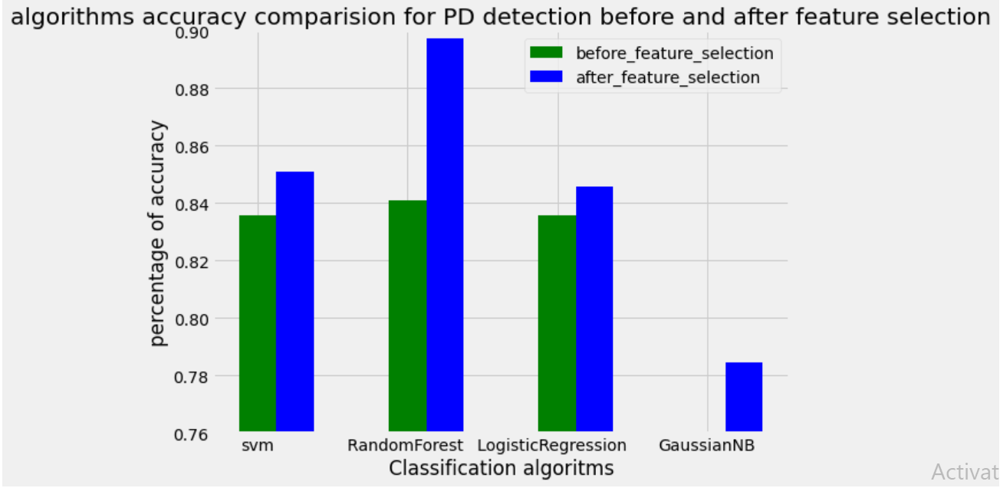 algorithms accuracy comparision for PD detection before and after feature selection
0.90
before_feature_selection
after_feature_selection
0.88
0.86
0.84
0.82
0.80
0.78
0.76
percentage of accuracy
svm RandomForest LogisticRegression GaussianNB
Classification algoritms
Activat